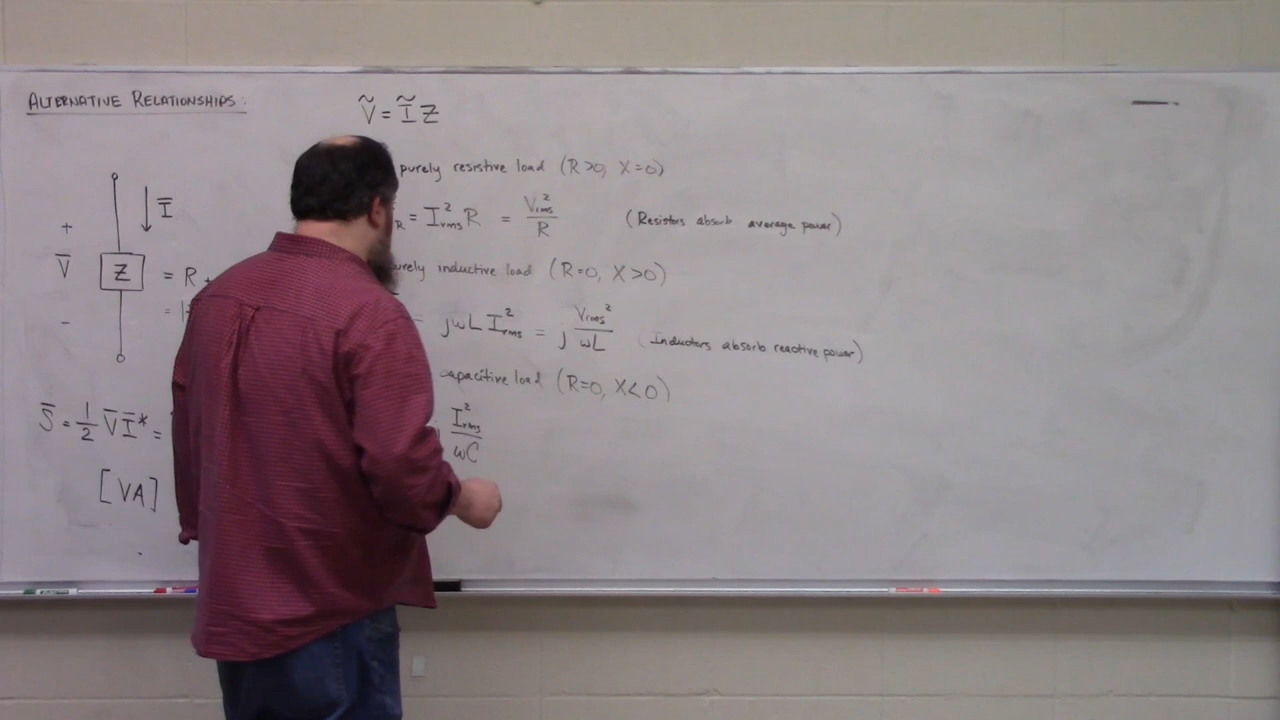 ALTERNATIVE RELATIONSHIPS:
Ṽ = Ĩ Z
purely resistive load (R>0, X=0)
R = I²rms R = V²rms / R (Resistors absorb average power)
I̅
+
V̅
-
Z = R +
=
urely inductive load (R=0, X>0)
= jωL I²rms = j V²rms / ωL (Inductors absorb reactive power)
capacitive load (R=0, X<0)
S̅ = 1/2 V̅ I̅* =
I²rms / ωC
[VA]